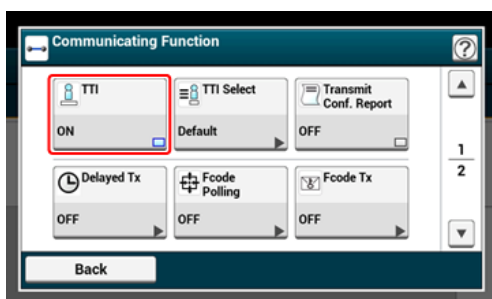 Communicating Function
?
TTI
ON
TTI Select
Default
Transmit
Conf. Report
OFF
1
2
Delayed Tx
OFF
Fcode
Polling
OFF
Fcode Tx
OFF
Back